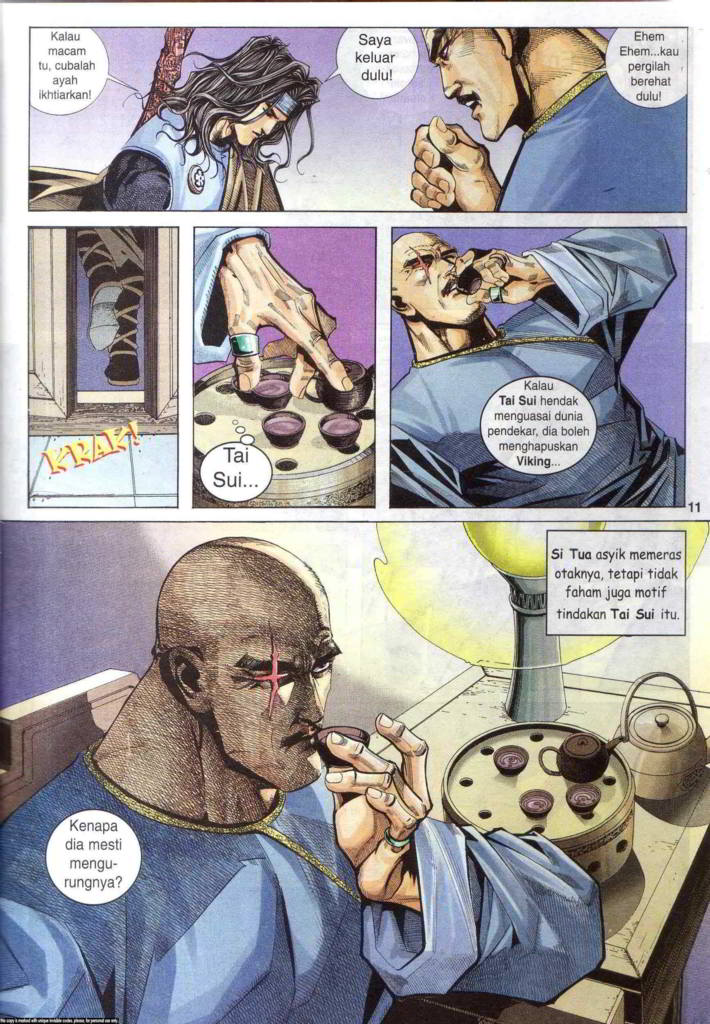 Kalau
macam
tu, cubalah
ayah
ikhtiarkan!
Saya
keluar
dulu!
Ehem
Ehem...kau
pergilah
berehat
dulu!
KRAK!
Tai
Sui...
Kalau
Tai Sui hendak
menguasai dunia
pendekar, dia boleh
menghapuskan
Viking...
11
Si Tua asyik memeras
otaknya, tetapi tidak
faham juga motif
tindakan Tai Sui itu.
Kenapa
dia mesti
mengu-
rungnya?